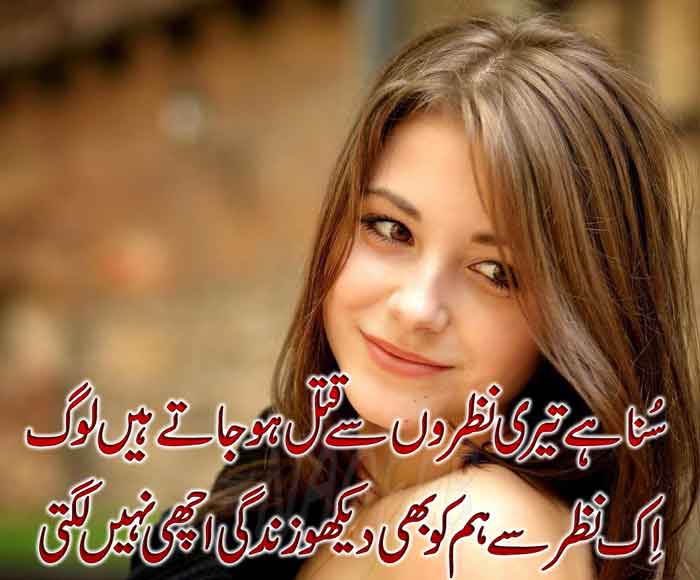 سُنا ہے تیری نظروں سے قتل ہو جاتے ہیں لوگ
اِک نظر سے ہم کو بھی دیکھو زندگی اچھی نہیں لگتی